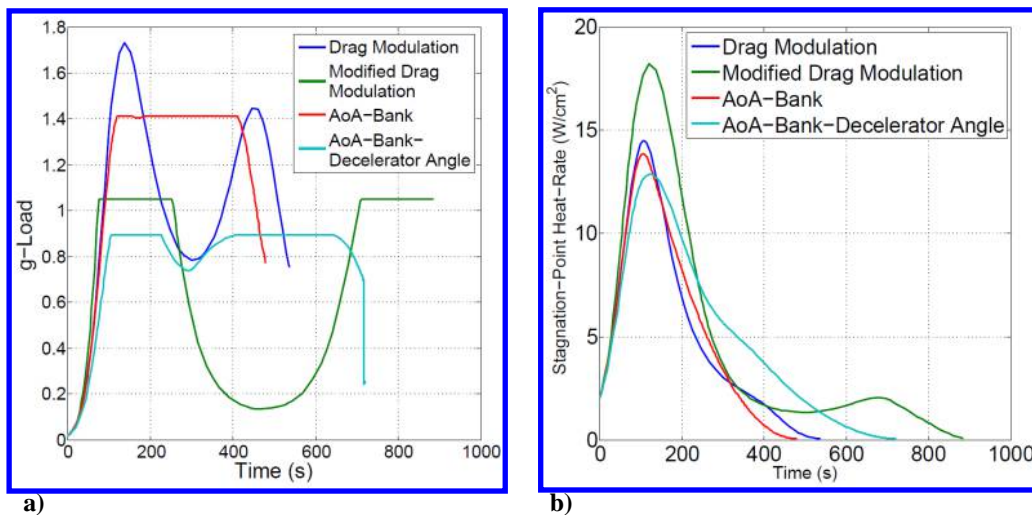 1.8
1.6
1.4
1.2
1
0.8
0.6
0.4
0.2
0
g-Load
Drag Modulation
Modified Drag
Modulation
AoA-Bank
AoA-Bank-
Decelerator Angle
0 200 400 600 800 1000
Time (s)
a)
20
15
10
5
0
Stagnation-Point Heat-Rate (W/cm²)
Drag Modulation
Modified Drag Modulation
AoA-Bank
AoA-Bank-Decelerator Angle
0 200 400 600 800 1000
Time (s)
b)